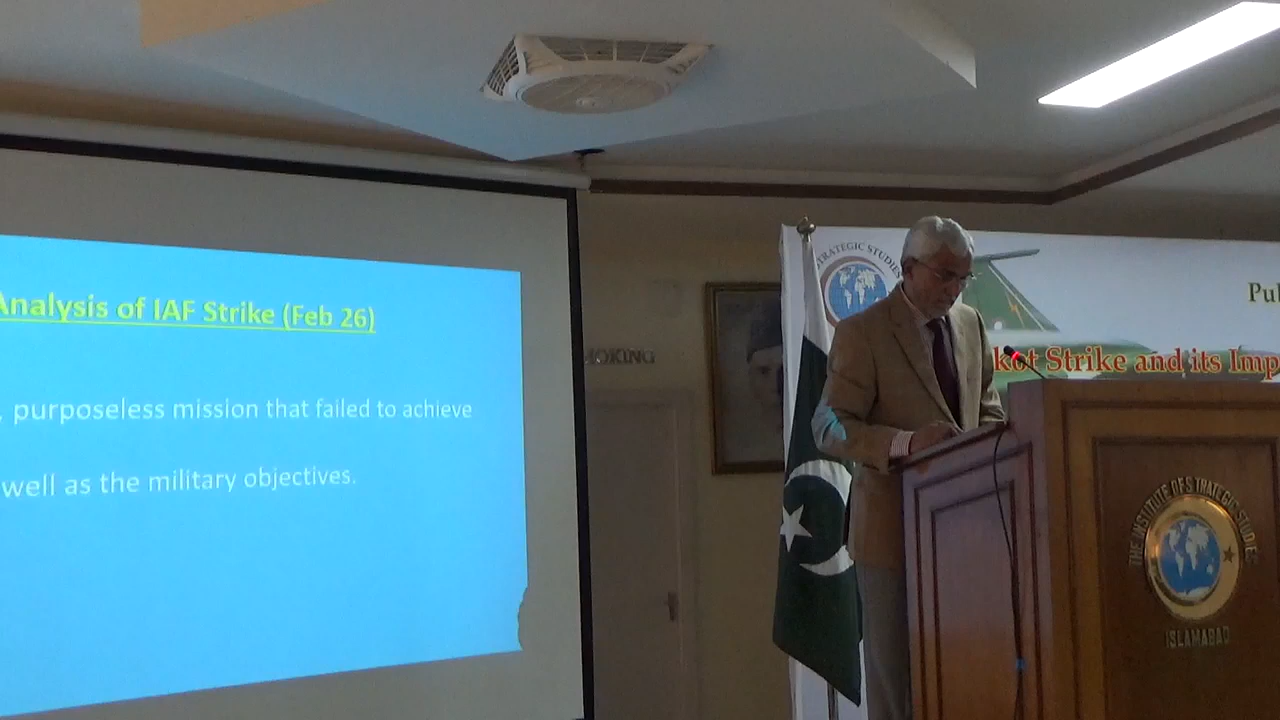 Analysis of IAF Strike (Feb 26)
, purposeless mission that failed to achieve
well as the military objectives.
MOKING
STRATEGIC STUDIES
Pul
kot Strike and its Imp
THE INSTITUTE OF STRATEGIC STUDIES
ISLAMABAD